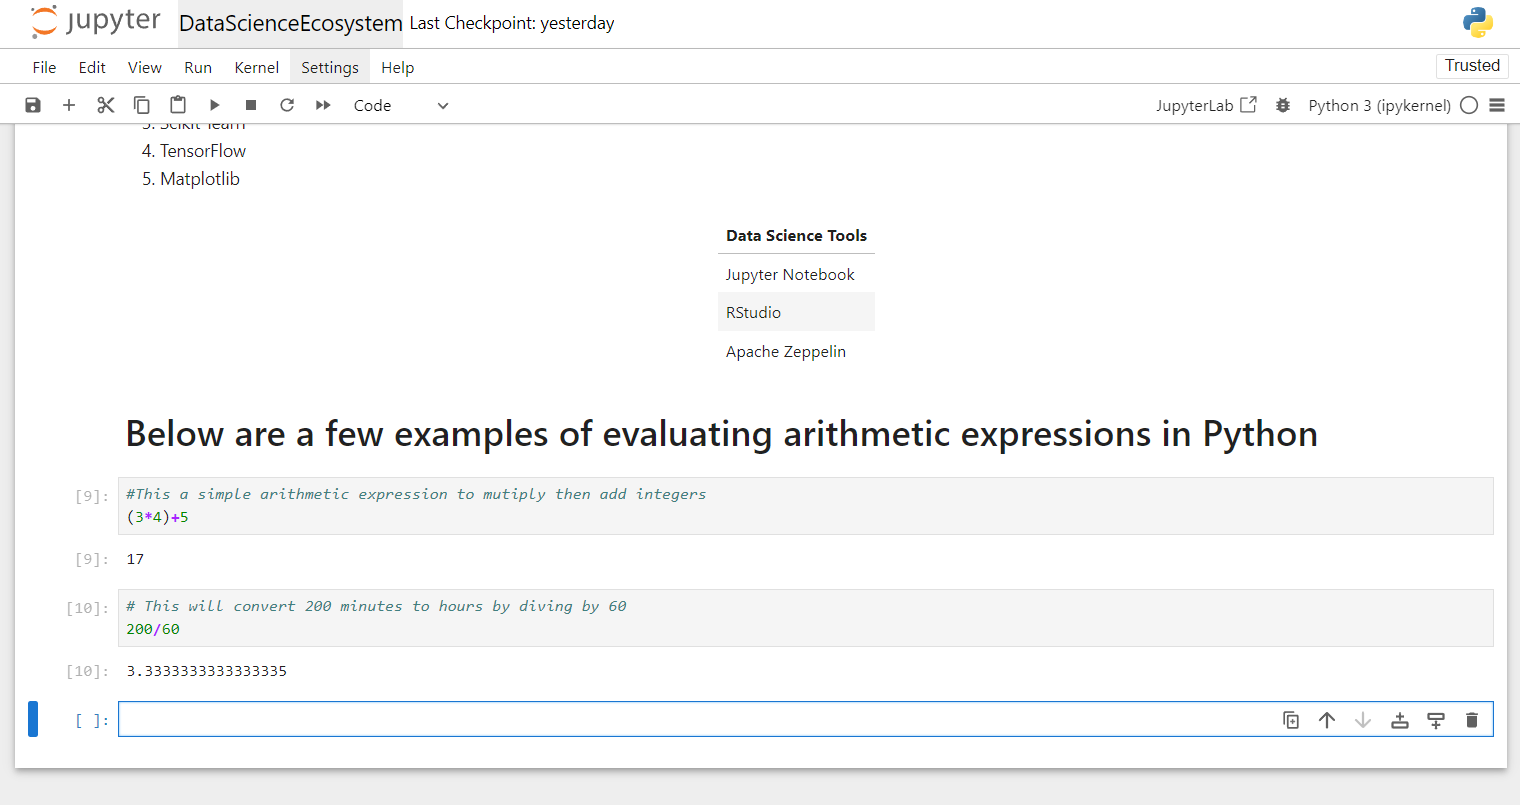 jupyter DataScienceEcosystem Last Checkpoint: yesterday
File Edit View Run Kernel Settings Help Trusted
Code JupyterLab Python 3 (ipykernel)
3. Scikit-learn
4. TensorFlow
5. Matplotlib
Data Science Tools
Jupyter Notebook
RStudio
Apache Zeppelin
Below are a few examples of evaluating arithmetic expressions in Python
[9]: #This a simple arithmetic expression to mutiply then add integers
(3*4)+5
[9]: 17
[10]: # This will convert 200 minutes to hours by diving by 60
200/60
[10]: 3.3333333333333335
[ ]: